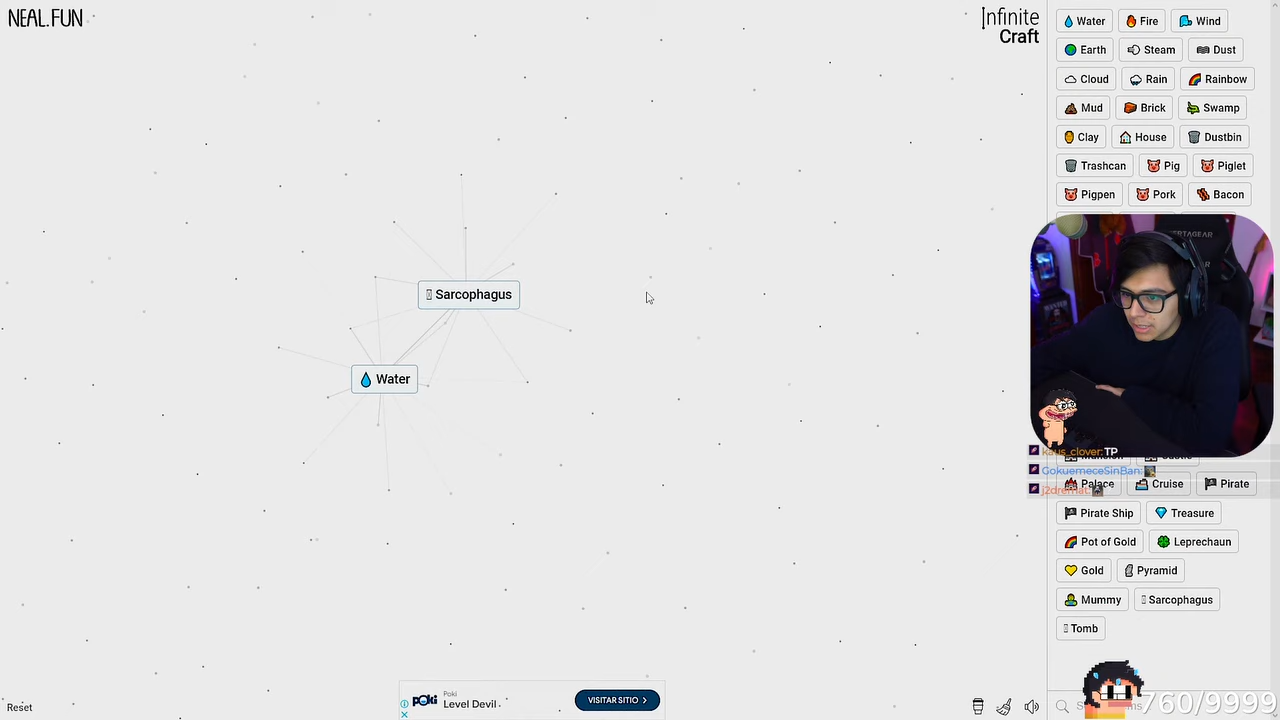 NEAL.FUN
Infinite
Craft
Water Fire Wind
Earth Steam Dust
Cloud Rain Rainbow
Mud Brick Swamp
Clay House Dustbin
Trashcan Pig Piglet
Pigpen Pork Bacon
Sarcophagus
Water
kaus_clover: TP
GokuemeceSinBan:
Palace Cruise Pirate
Pirate Ship Treasure
Pot of Gold Leprechaun
Gold Pyramid
Mummy Sarcophagus
Tomb
Poki
Level Devil
VISITAR SITIO
Reset
760/9999